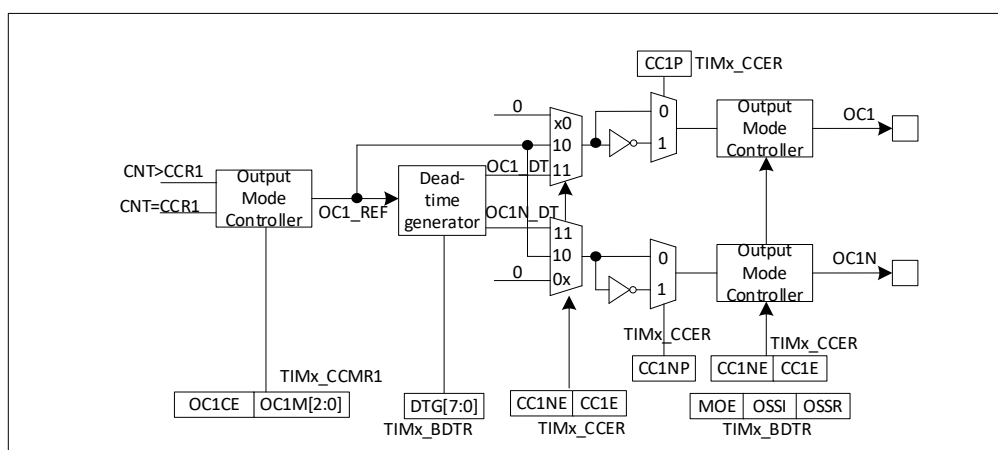 CC1P TIMx_CCER
0
x0
10
11
0
1
Output Mode Controller
OC1
CNT>CCR1
CNT=CCR1
Output Mode Controller
OC1_REF
Dead-time generator
OC1_DT
OC1N_DT
11
10
0x
0
0
1
Output Mode Controller
OC1N
TIMx_CCER
CC1NP
TIMx_CCER
CC1NE CC1E
TIMx_CCMR1
OC1CE OC1M[2:0]
DTG[7:0]
TIMx_BDTR
CC1NE CC1E
TIMx_CCER
MOE OSSI OSSR
TIMx_BDTR